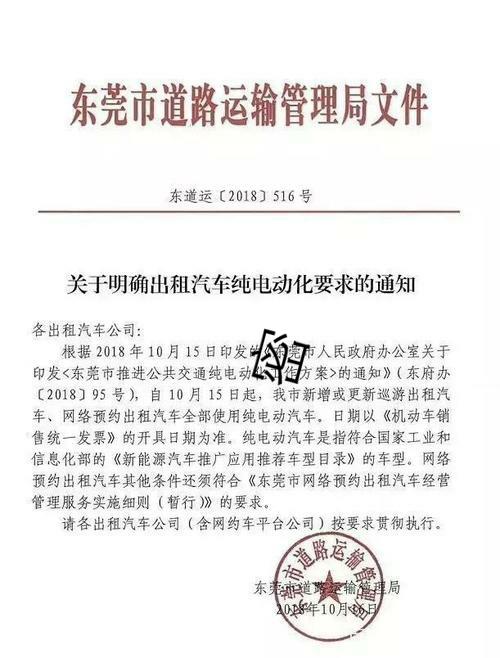 东莞市道路运输管理局文件
东道运〔2018〕516号
关于明确出租汽车纯电动化要求的通知
各出租汽车公司：
根据2018年10月15日印发的《东莞市人民政府办公室关于
印发<东莞市推进公共交通纯电动化工作方案>的通知》（东府办
〔2018〕95号），自10月15日起，我市新增或更新巡游出租汽
车、网络预约出租汽车全部使用纯电动汽车。日期以《机动车销
售统一发票》的开具日期为准。纯电动汽车是指符合国家工业和
信息化部的《新能源汽车推广应用推荐车型目录》的车型。网络
预约出租汽车其他条件还须符合《东莞市网络预约出租汽车经营
管理服务实施细则（暂行）》的要求。
请各出租汽车公司（含网约车平台公司）按要求贯彻执行。
东莞市道路运输管理局
2018年10月16日
东莞市道路运输管理局